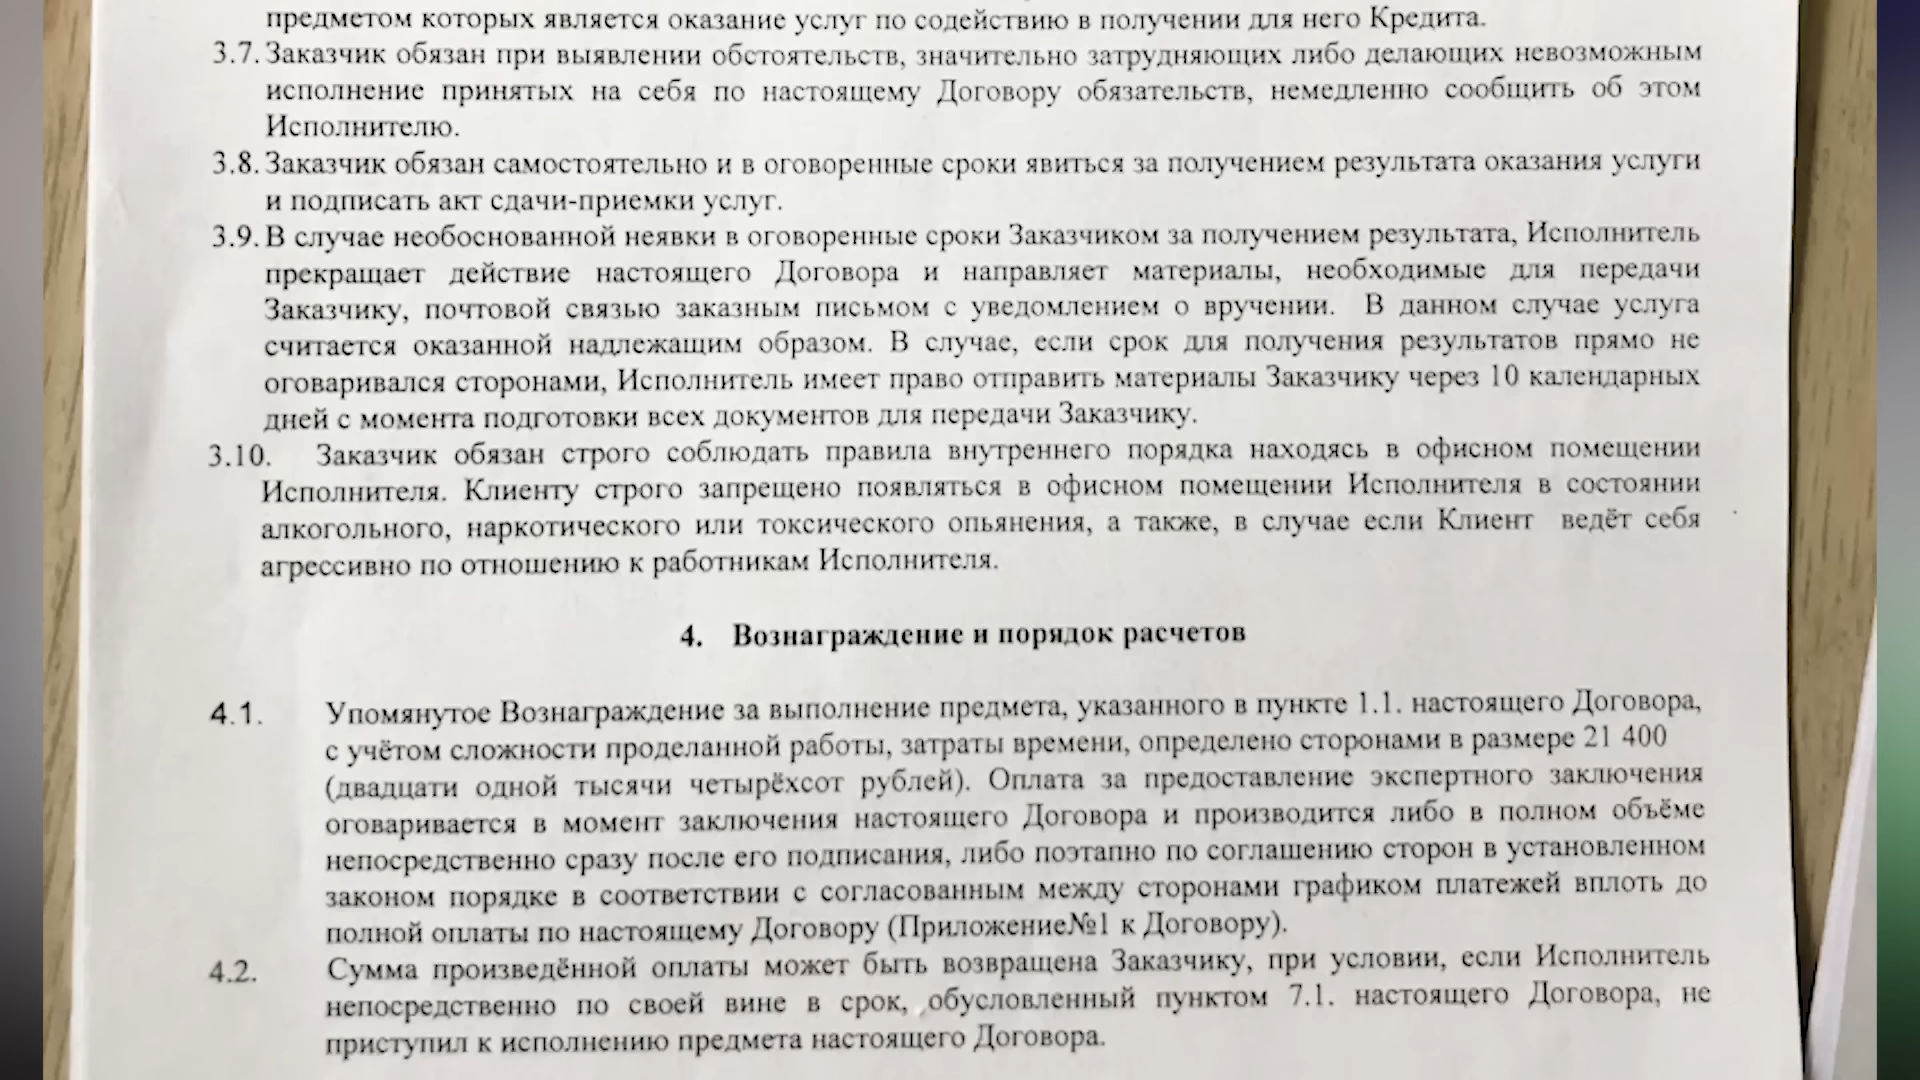 предметом которых является оказание услуг по содействию в получении для него Кредита.
3.7. Заказчик обязан при выявлении обстоятельств, значительно затрудняющих либо делающих невозможным
исполнение принятых на себя по настоящему Договору обязательств, немедленно сообщить об этом
Исполнителю.
3.8. Заказчик обязан самостоятельно и в оговоренные сроки явиться за получением результата оказания услуги
и подписать акт сдачи-приемки услуг.
3.9. В случае необоснованной неявки в оговоренные сроки Заказчиком за получением результата, Исполнитель
прекращает действие настоящего Договора и направляет материалы, необходимые для передачи
Заказчику, почтовой связью заказным письмом с уведомлением о вручении. В данном случае услуга
считается оказанной надлежащим образом. В случае, если срок для получения результатов прямо не
оговаривался сторонами, Исполнитель имеет право отправить материалы Заказчику через 10 календарных
дней с момента подготовки всех документов для передачи Заказчику.
3.10. Заказчик обязан строго соблюдать правила внутреннего порядка находясь в офисном помещении
Исполнителя. Клиенту строго запрещено появляться в офисном помещении Исполнителя в состоянии
алкогольного, наркотического или токсического опьянения, а также, в случае если Клиент ведёт себя
агрессивно по отношению к работникам Исполнителя.
4. Вознаграждение и порядок расчетов
4.1. Упомянутое Вознаграждение за выполнение предмета, указанного в пункте 1.1. настоящего Договора,
с учётом сложности проделанной работы, затраты времени, определено сторонами в размере 21 400
(двадцати одной тысячи четырёхсот рублей). Оплата за предоставление экспертного заключения
оговаривается в момент заключения настоящего Договора и производится либо в полном объёме
непосредственно сразу после его подписания, либо поэтапно по соглашению сторон в установленном
законом порядке в соответствии с согласованным между сторонами графиком платежей вплоть до
полной оплаты по настоящему Договору (Приложение№1 к Договору).
4.2. Сумма произведённой оплаты может быть возвращена Заказчику, при условии, если Исполнитель
непосредственно по своей вине в срок, обусловленный пунктом 7.1. настоящего Договора, не
приступил к исполнению предмета настоящего Договора.